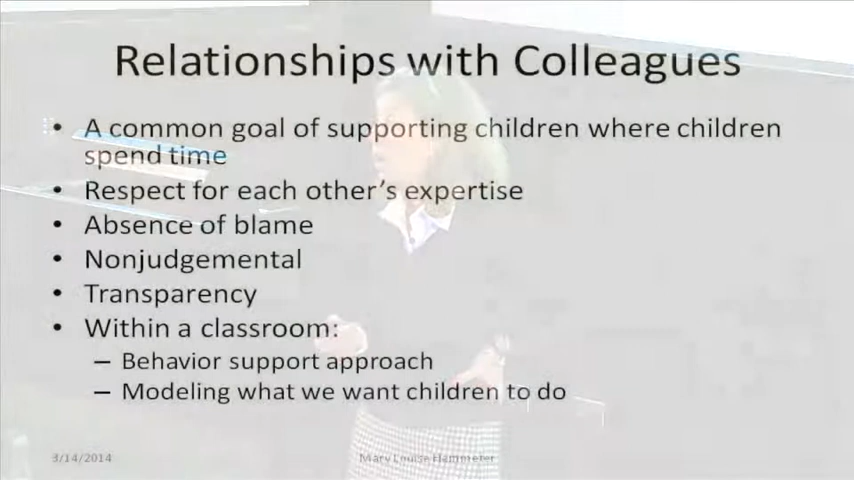 Relationships with Colleagues
• A common goal of supporting children where children
spend time
• Respect for each other's expertise
• Absence of blame
• Nonjudgemental
• Transparency
• Within a classroom:
– Behavior support approach
– Modeling what we want children to do
3/14/2014
Mary Louise Hemmeter